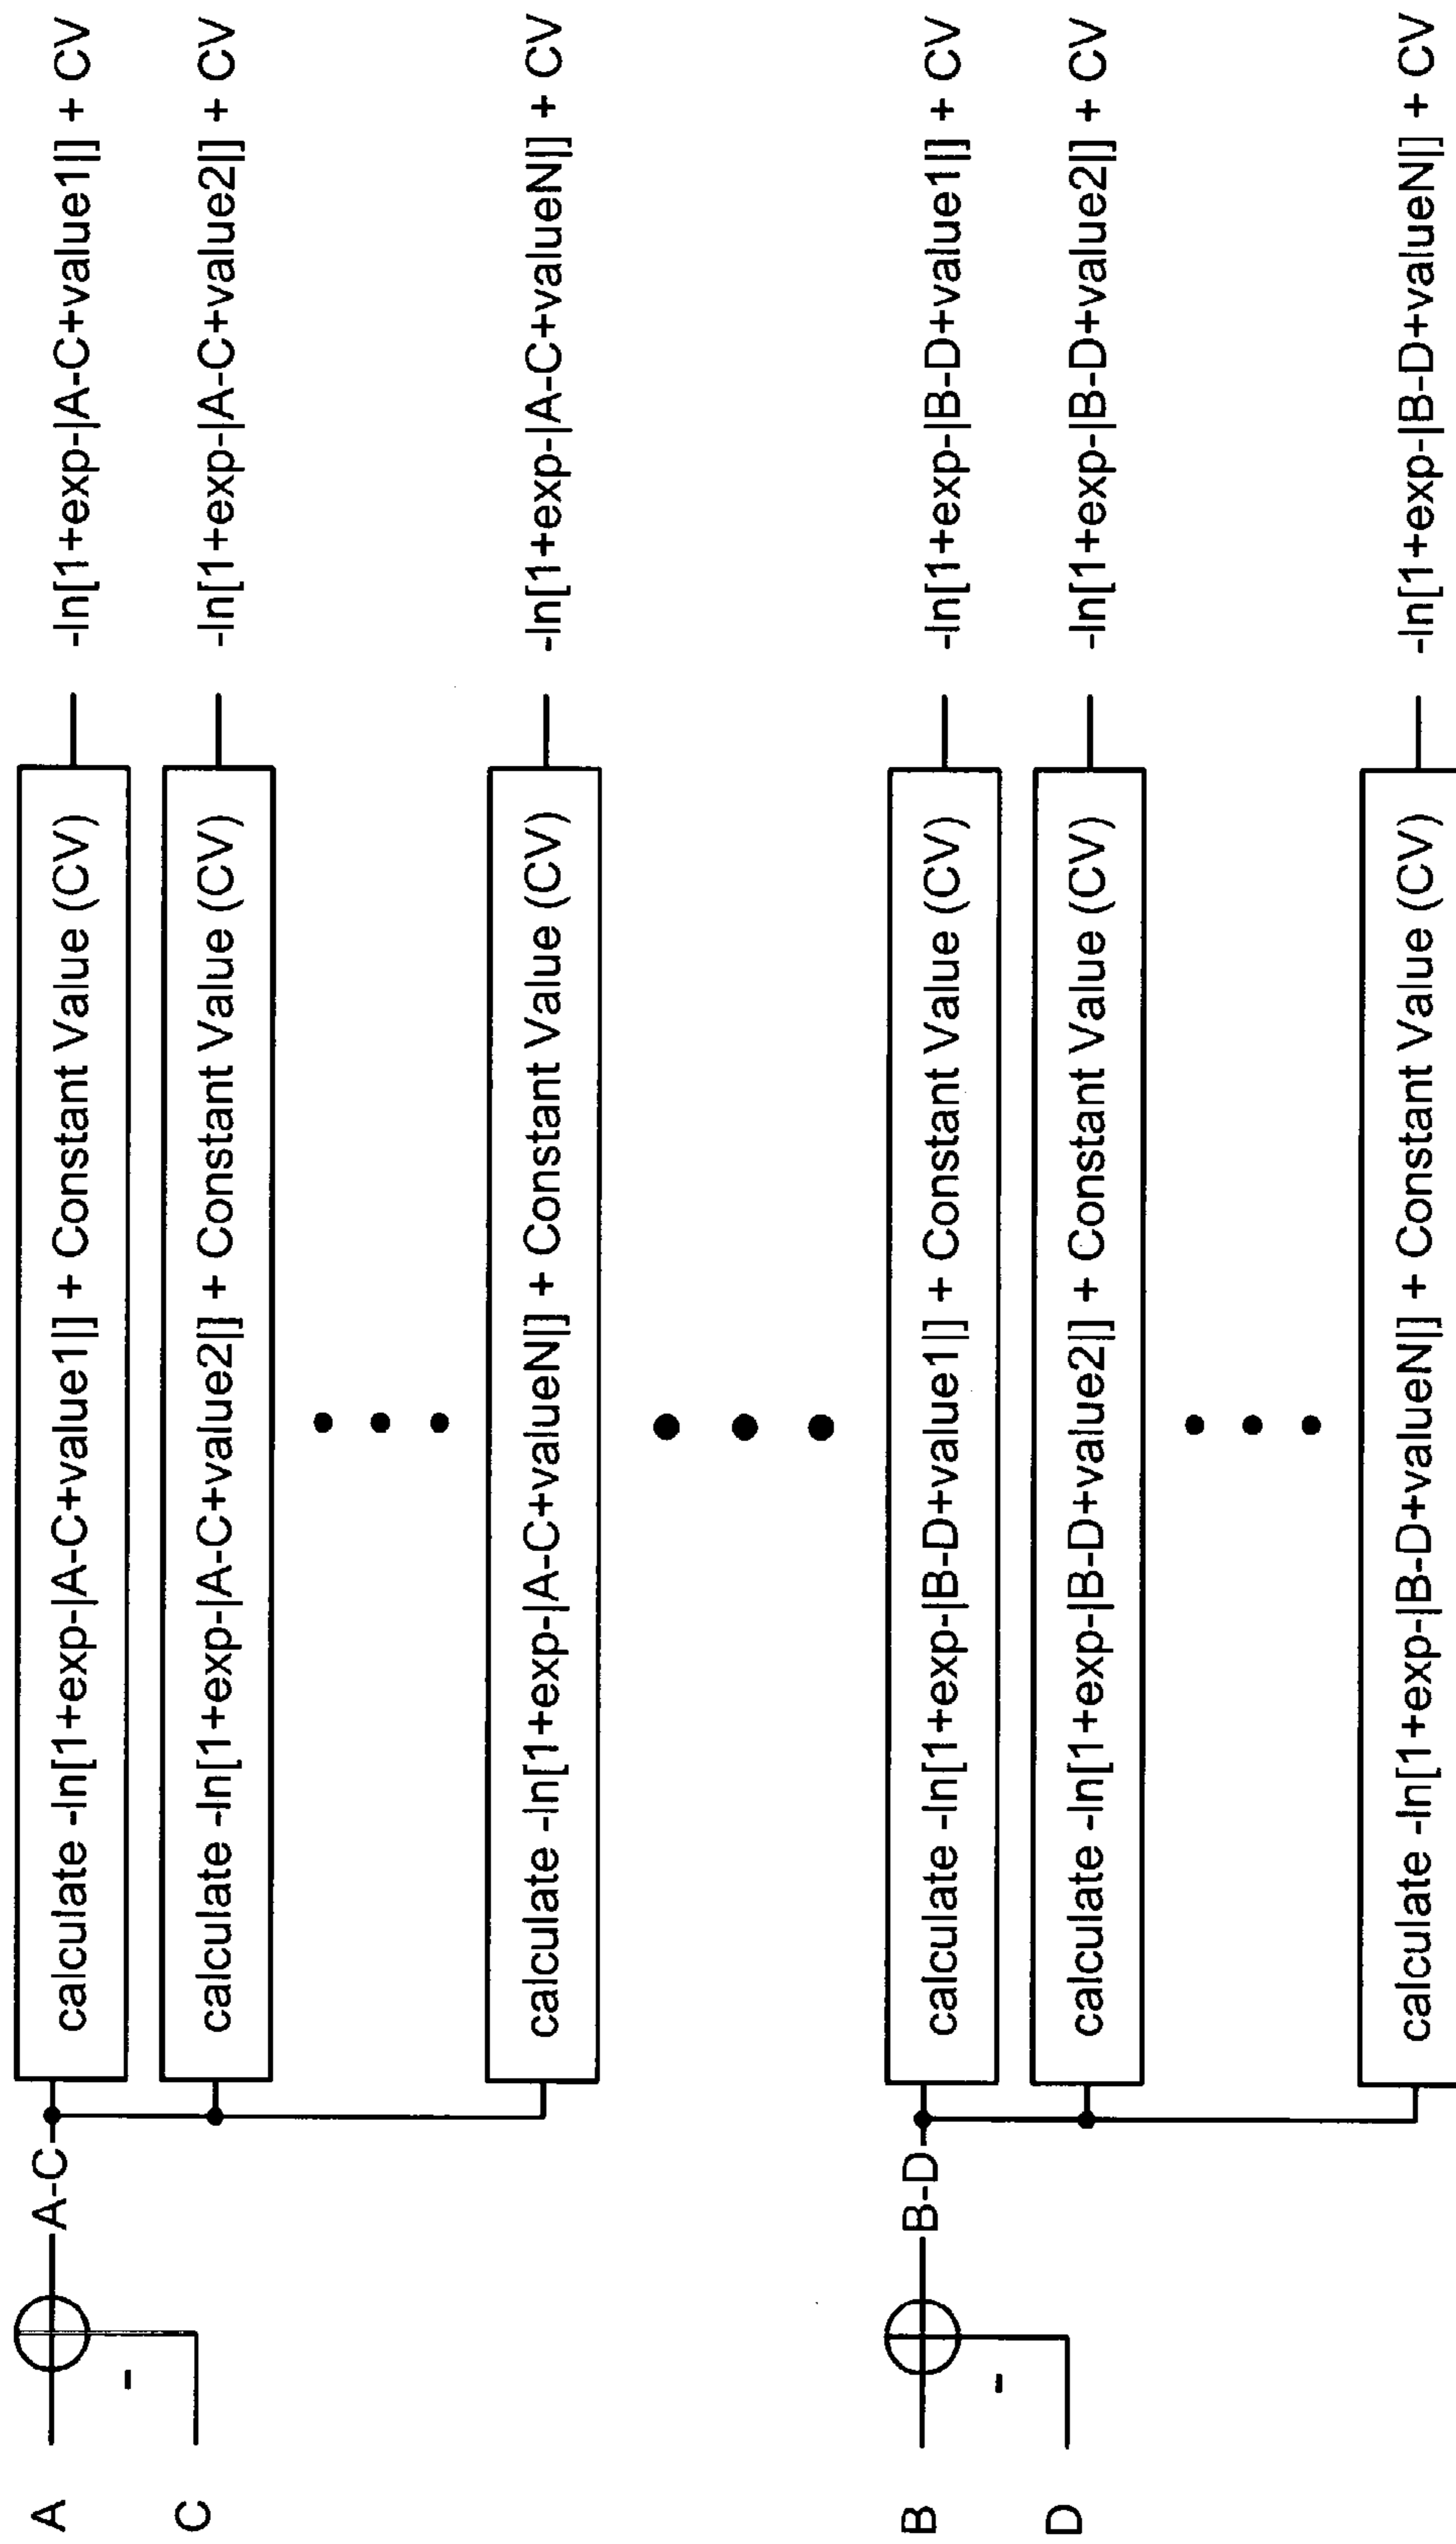 A
C
-
A-C
calculate -ln[1+exp-|A-C+value1|] + Constant Value (CV)
-ln[1+exp-|A-C+value1|] + CV
calculate -ln[1+exp-|A-C+value2|] + Constant Value (CV)
-ln[1+exp-|A-C+value2|] + CV
calculate -ln[1+exp-|A-C+valueN|] + Constant Value (CV)
-ln[1+exp-|A-C+valueN|] + CV
B
D
-
B-D
calculate -ln[1+exp-|B-D+value1|] + Constant Value (CV)
-ln[1+exp-|B-D+value1|] + CV
calculate -ln[1+exp-|B-D+value2|] + Constant Value (CV)
-ln[1+exp-|B-D+value2|] + CV
calculate -ln[1+exp-|B-D+valueN|] + Constant Value (CV)
-ln[1+exp-|B-D+valueN|] + CV